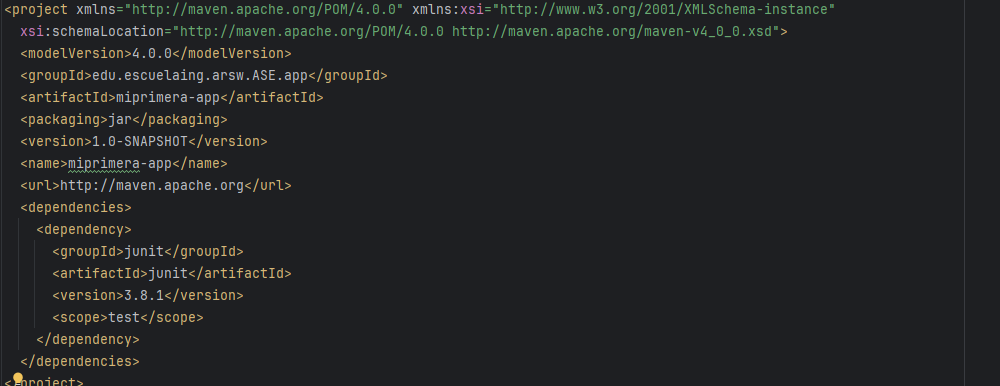 <project xmlns="http://maven.apache.org/POM/4.0.0" xmlns:xsi="http://www.w3.org/2001/XMLSchema-instance"
  xsi:schemaLocation="http://maven.apache.org/POM/4.0.0 http://maven.apache.org/maven-v4_0_0.xsd">
  <modelVersion>4.0.0</modelVersion>
  <groupId>edu.escuelaing.arsw.ASE.app</groupId>
  <artifactId>miprimera-app</artifactId>
  <packaging>jar</packaging>
  <version>1.0-SNAPSHOT</version>
  <name>miprimera-app</name>
  <url>http://maven.apache.org</url>
  <dependencies>
    <dependency>
      <groupId>junit</groupId>
      <artifactId>junit</artifactId>
      <version>3.8.1</version>
      <scope>test</scope>
    </dependency>
  </dependencies>
</project>